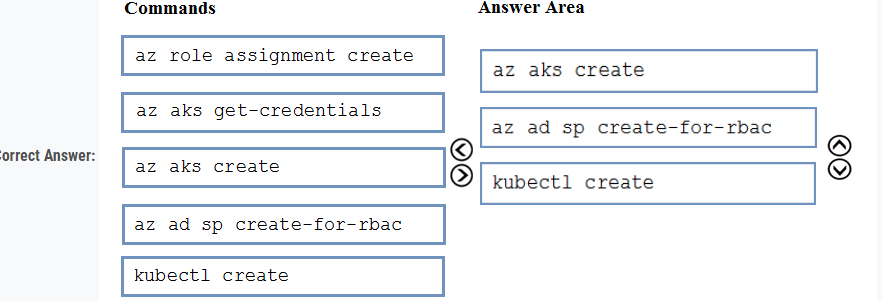 Commands
Answer Area
az role assignment create
az aks get-credentials
az aks create
az ad sp create-for-rbac
kubectl create
az aks create
az ad sp create-for-rbac
kubectl create
orrect Answer: